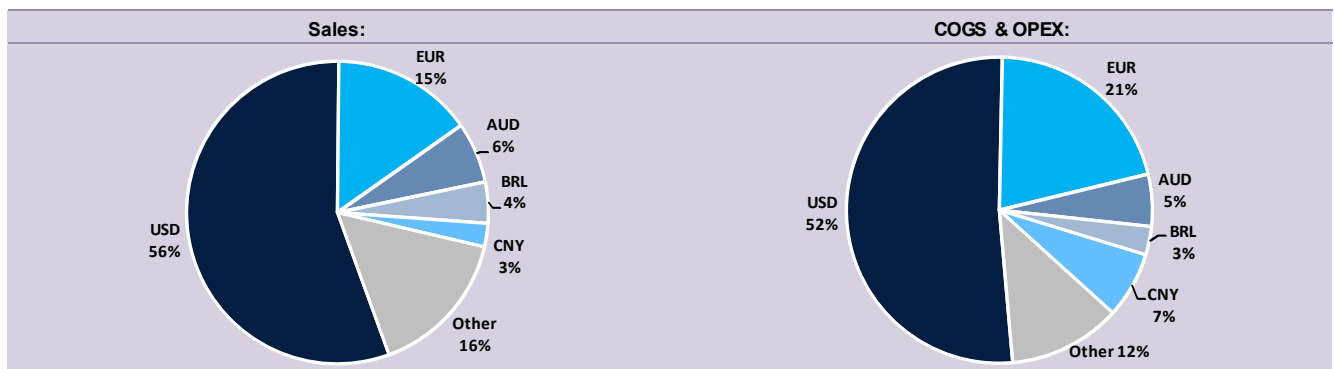 Sales:
EUR
15%
AUD
6%
BRL
4%
CNY
3%
Other
16%
USD
56%
COGS & OPEX:
EUR
21%
AUD
5%
BRL
3%
CNY
7%
Other 12%
USD
52%